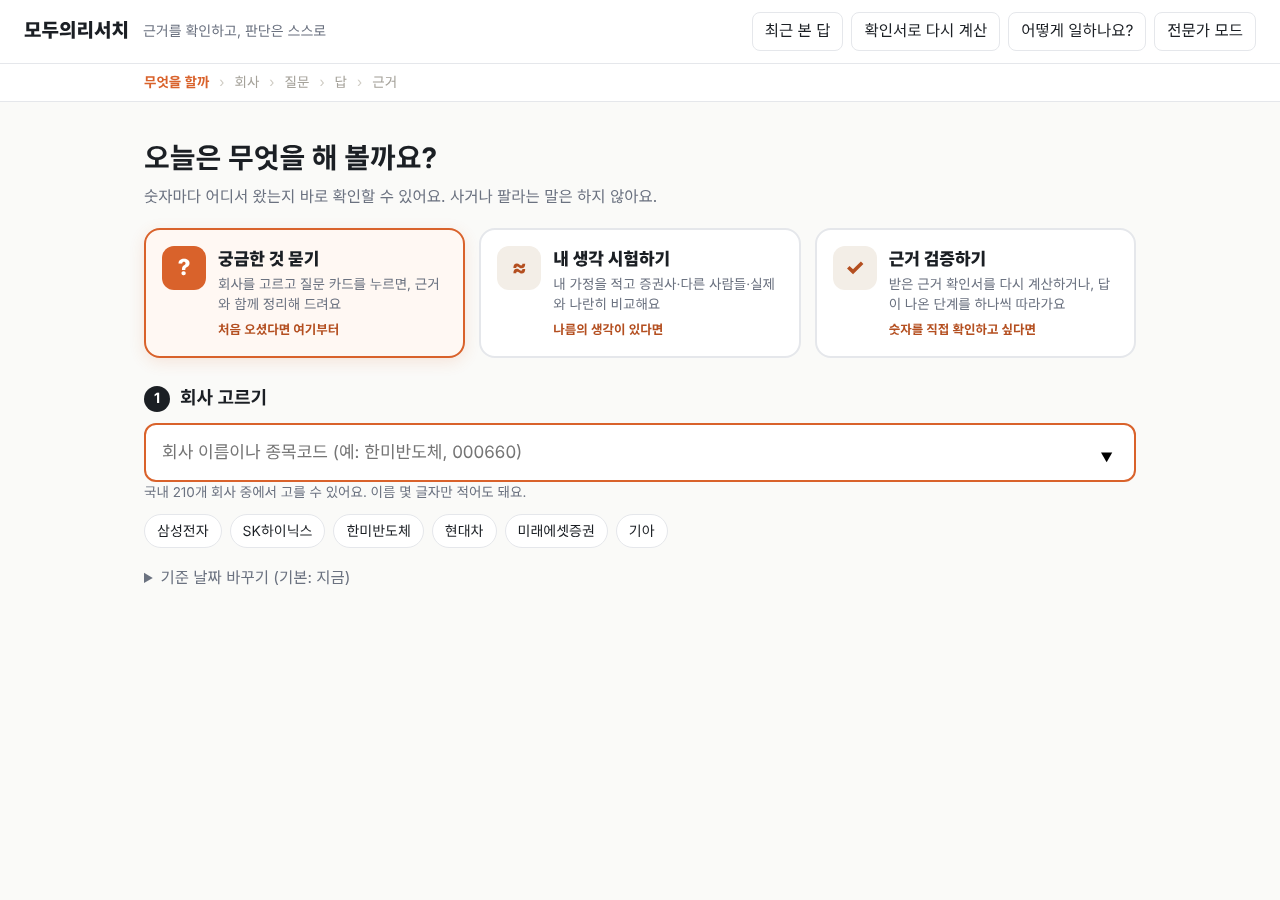 모두의리서치 근거를 확인하고, 판단은 스스로 최근 본 답 확인서로 다시 계산 어떻게 일하나요? 전문가 모드
무엇을 할까 › 회사 › 질문 › 답 › 근거
오늘은 무엇을 해 볼까요?
숫자마다 어디서 왔는지 바로 확인할 수 있어요. 사거나 팔라는 말은 하지 않아요.
?
궁금한 것 묻기
회사를 고르고 질문 카드를 누르면, 근거
와 함께 정리해 드려요
처음 오셨다면 여기부터
≈
내 생각 시험하기
내 가정을 적고 증권사·다른 사람들·실제
와 나란히 비교해요
나름의 생각이 있다면
✓
근거 검증하기
받은 근거 확인서를 다시 계산하거나, 답
이 나온 단계를 하나씩 따라가요
숫자를 직접 확인하고 싶다면
1 회사 고르기
회사 이름이나 종목코드 (예: 한미반도체, 000660) ▼
국내 210개 회사 중에서 고를 수 있어요. 이름 몇 글자만 적어도 돼요.
삼성전자 SK하이닉스 한미반도체 현대차 미래에셋증권 기아
▶ 기준 날짜 바꾸기 (기본: 지금)